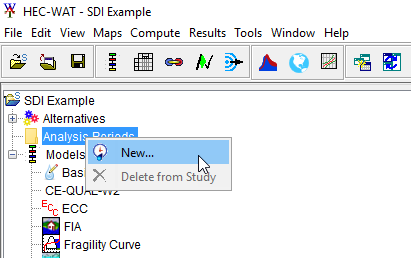 HEC-WAT - SDI Example
File Edit View Maps Compute Results Tools Window Help
SDI Example
Alternatives
Analysis Periods
New...
Models
Delete from Study
CE-QUAL-W2
ECC
FIA
Fragility Curve